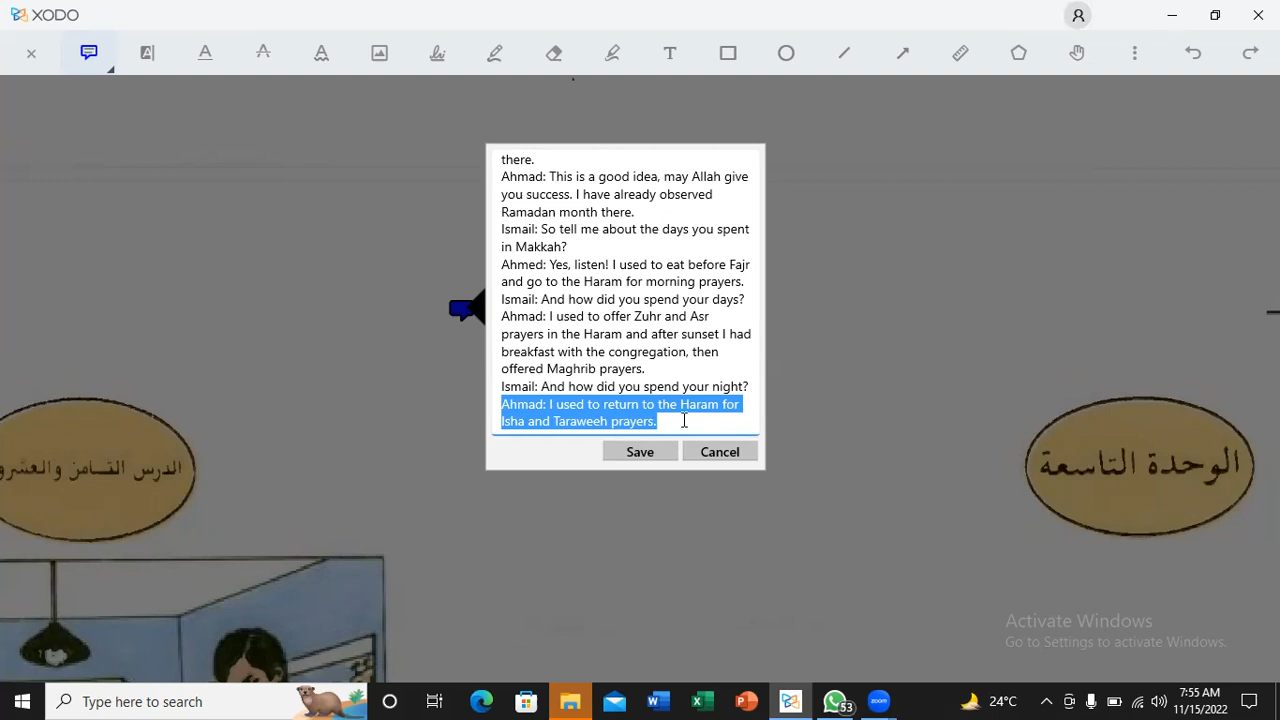 XODO
there.
Ahmad: This is a good idea, may Allah give
you success. I have already observed
Ramadan month there.
Ismail: So tell me about the days you spent
in Makkah?
Ahmed: Yes, listen! I used to eat before Fajr
and go to the Haram for morning prayers.
Ismail: And how did you spend your days?
Ahmad: I used to offer Zuhr and Asr
prayers in the Haram and after sunset I had
breakfast with the congregation, then
offered Maghrib prayers.
Ismail: And how did you spend your night?
Ahmad: I used to return to the Haram for
Isha and Taraweeh prayers.
Save Cancel
الوحدة التاسعة
الدرس الثامن والعشرو
Activate Windows
Go to Settings to activate Windows.
Type here to search
53
zoom
24°C
7:55 AM
11/15/2022